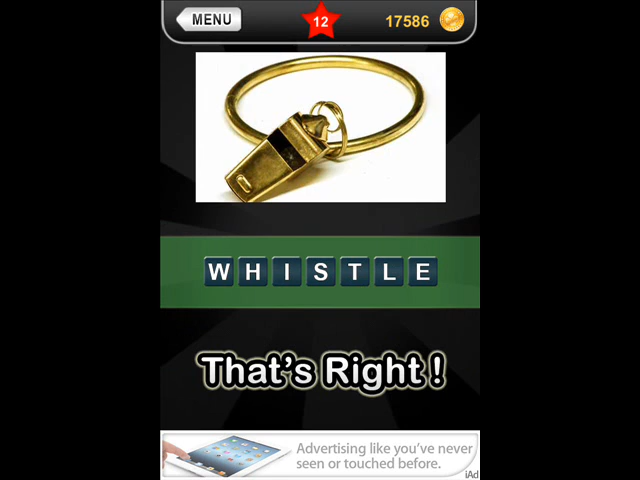 MENU 12 17586
WHISTLE
That's Right !
Advertising like you've never
seen or touched before.
iAd